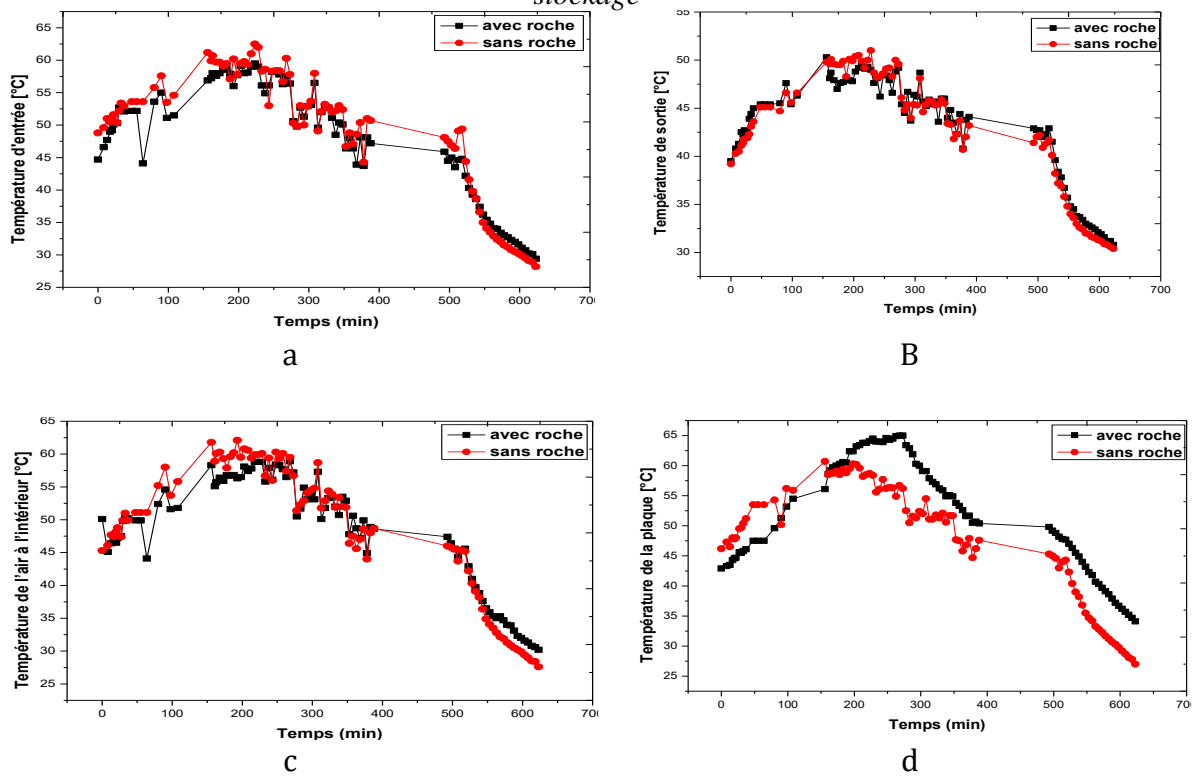 stockage
65
60
55
50
45
40
35
30
25
Température d'entrée [°C]
avec roche
sans roche
0 100 200 300 400 500 600 700
Temps (min)
a
55
50
45
40
35
30
Température de sortie [°C]
avec roche
sans roche
0 100 200 300 400 500 600 700
Temps (min)
B
65
60
55
50
45
40
35
30
25
Température de l'air à l'intérieur [°C]
avec roche
sans roche
0 100 200 300 400 500 600 700
Temps (min)
c
65
60
55
50
45
40
35
30
25
Température de la plaque [°C]
avec roche
sans roche
0 100 200 300 400 500 600 700
Temps (min)
d